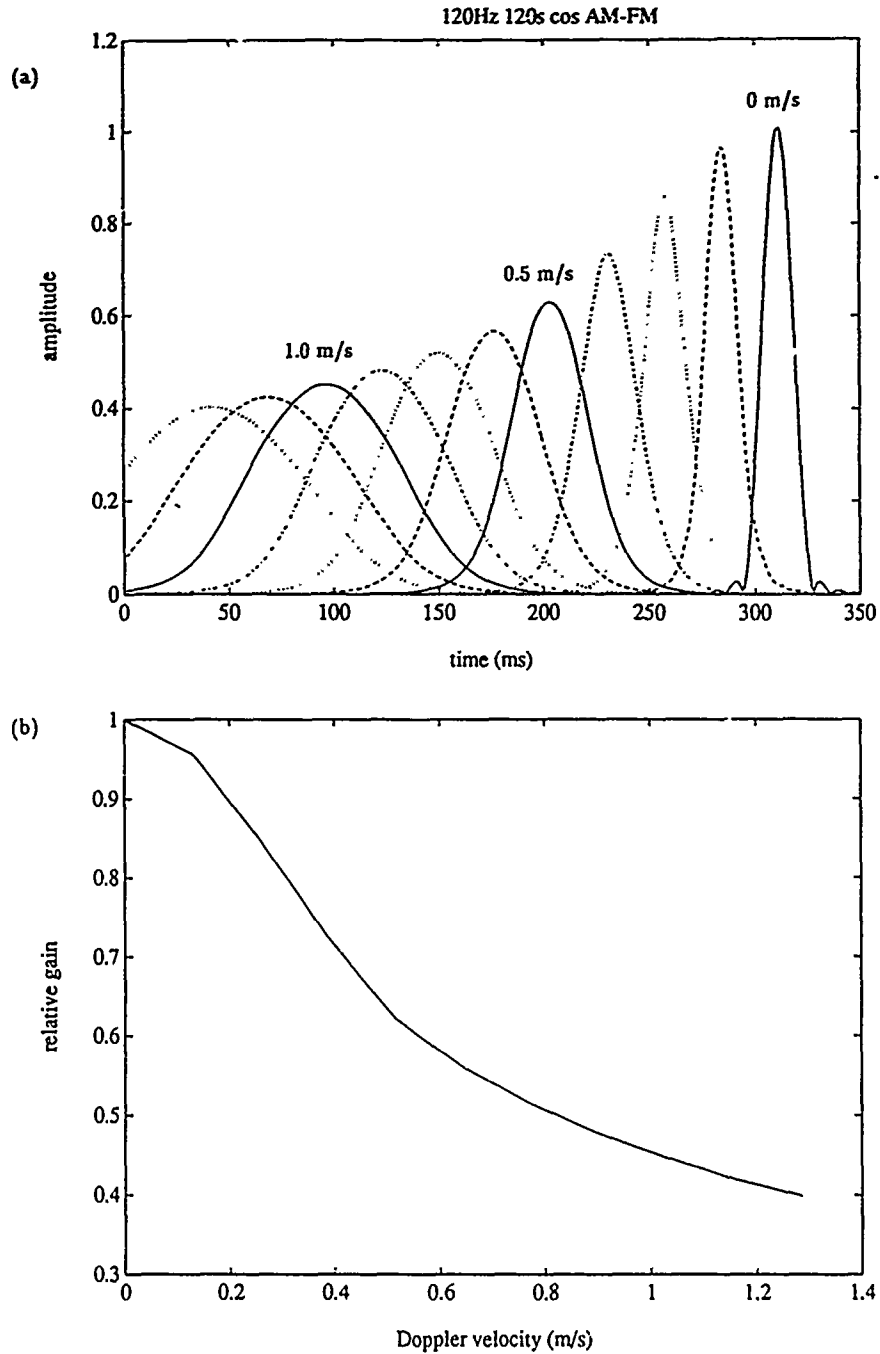 120Hz 120s cos AM-FM
(a)
1.2
1
0.8
0.6
0.4
0.2
0
amplitude
0 m/s
0.5 m/s
1.0 m/s
0 50 100 150 200 250 300 350
time (ms)
(b)
1
0.9
0.8
0.7
0.6
0.5
0.4
0.3
relative gain
0 0.2 0.4 0.6 0.8 1 1.2 1.4
Doppler velocity (m/s)